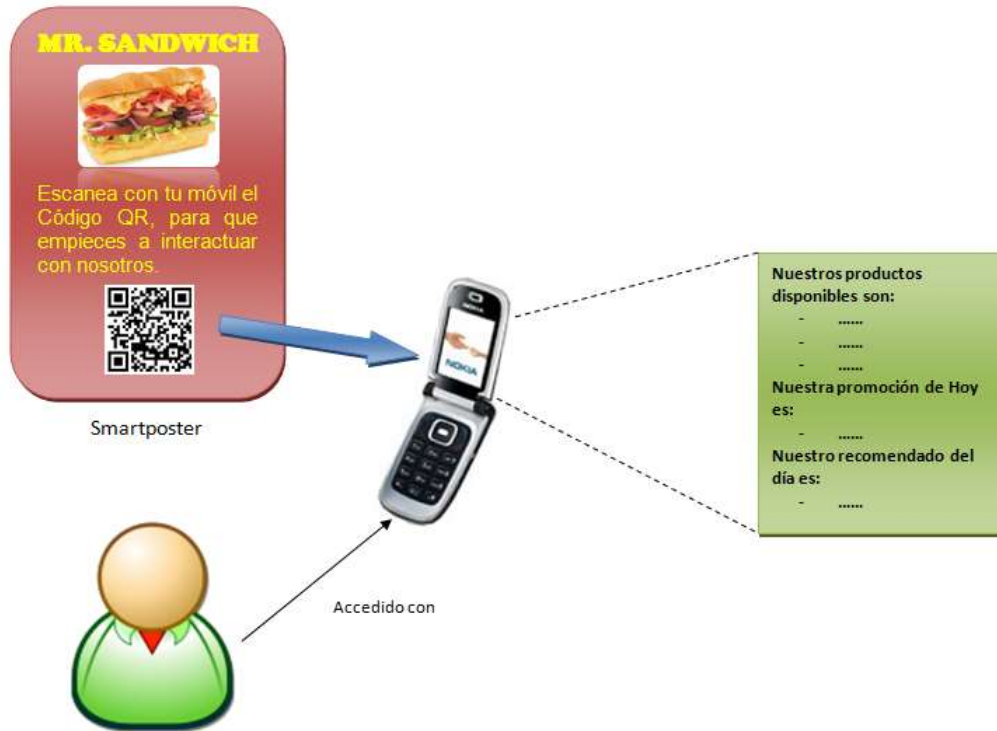 MR. SANDWICH
Escanea con tu móvil el
Código QR, para que
empieces a interactuar
con nosotros.
Smartposter
NOKIA
NOKIA
Accedido con
Nuestros productos
disponibles son:
- ......
- ......
- ......
Nuestra promoción de Hoy
es:
- ......
Nuestro recomendado del
día es:
- ......